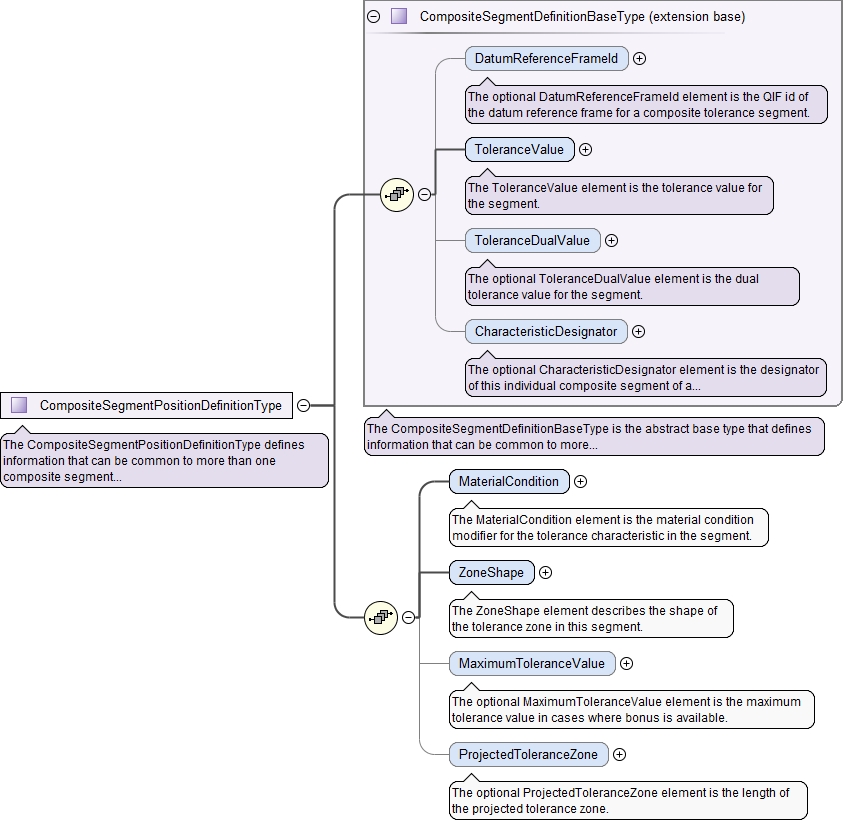 CompositeSegmentDefinitionBaseType (extension base)
DatumReferenceFrameId
The optional DatumReferenceFrameId element is the QIF id of
the datum reference frame for a composite tolerance segment.
ToleranceValue
The ToleranceValue element is the tolerance value for
the segment.
ToleranceDualValue
The optional ToleranceDualValue element is the dual
tolerance value for the segment.
CharacteristicDesignator
The optional CharacteristicDesignator element is the designator
of this individual composite segment of a...
CompositeSegmentPositionDefinitionType
The CompositeSegmentPositionDefinitionType defines
information that can be common to more than one
composite segment...
The CompositeSegmentDefinitionBaseType is the abstract base type that defines
information that can be common to more...
MaterialCondition
The MaterialCondition element is the material condition
modifier for the tolerance characteristic in the segment.
ZoneShape
The ZoneShape element describes the shape of
the tolerance zone in this segment.
MaximumToleranceValue
The optional MaximumToleranceValue element is the maximum
tolerance value in cases where bonus is available.
ProjectedToleranceZone
The optional ProjectedToleranceZone element is the length of
the projected tolerance zone.